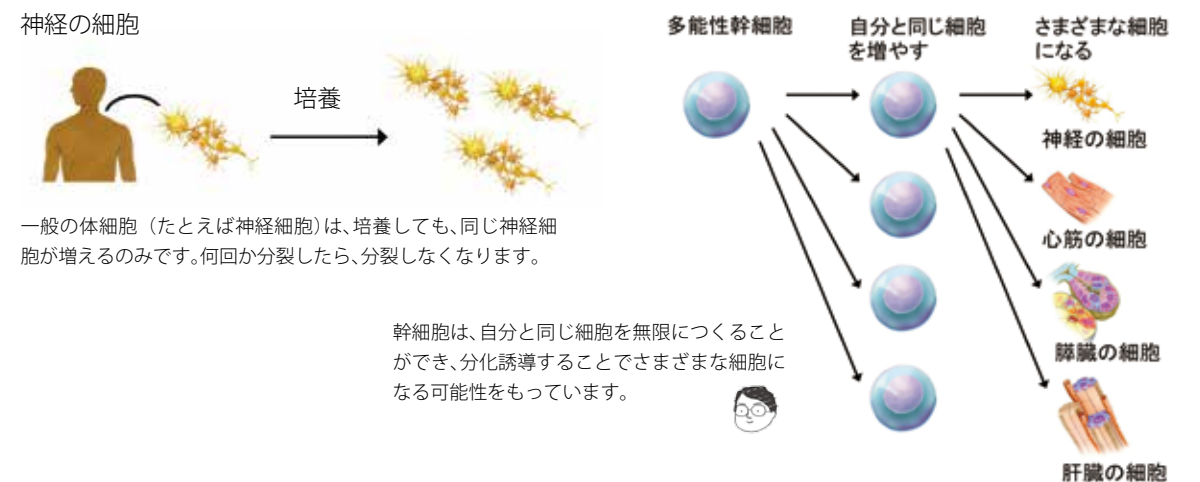 神経の細胞
培養
一般の体細胞（たとえば神経細胞）は、培養しても、同じ神経細
胞が増えるのみです。何回か分裂したら、分裂しなくなります。
幹細胞は、自分と同じ細胞を無限につくること
ができ、分化誘導することでさまざまな細胞に
なる可能性をもっています。
多能性幹細胞
自分と同じ細胞
を増やす
さまざまな細胞
になる
神経の細胞
心筋の細胞
膵臓の細胞
肝臓の細胞